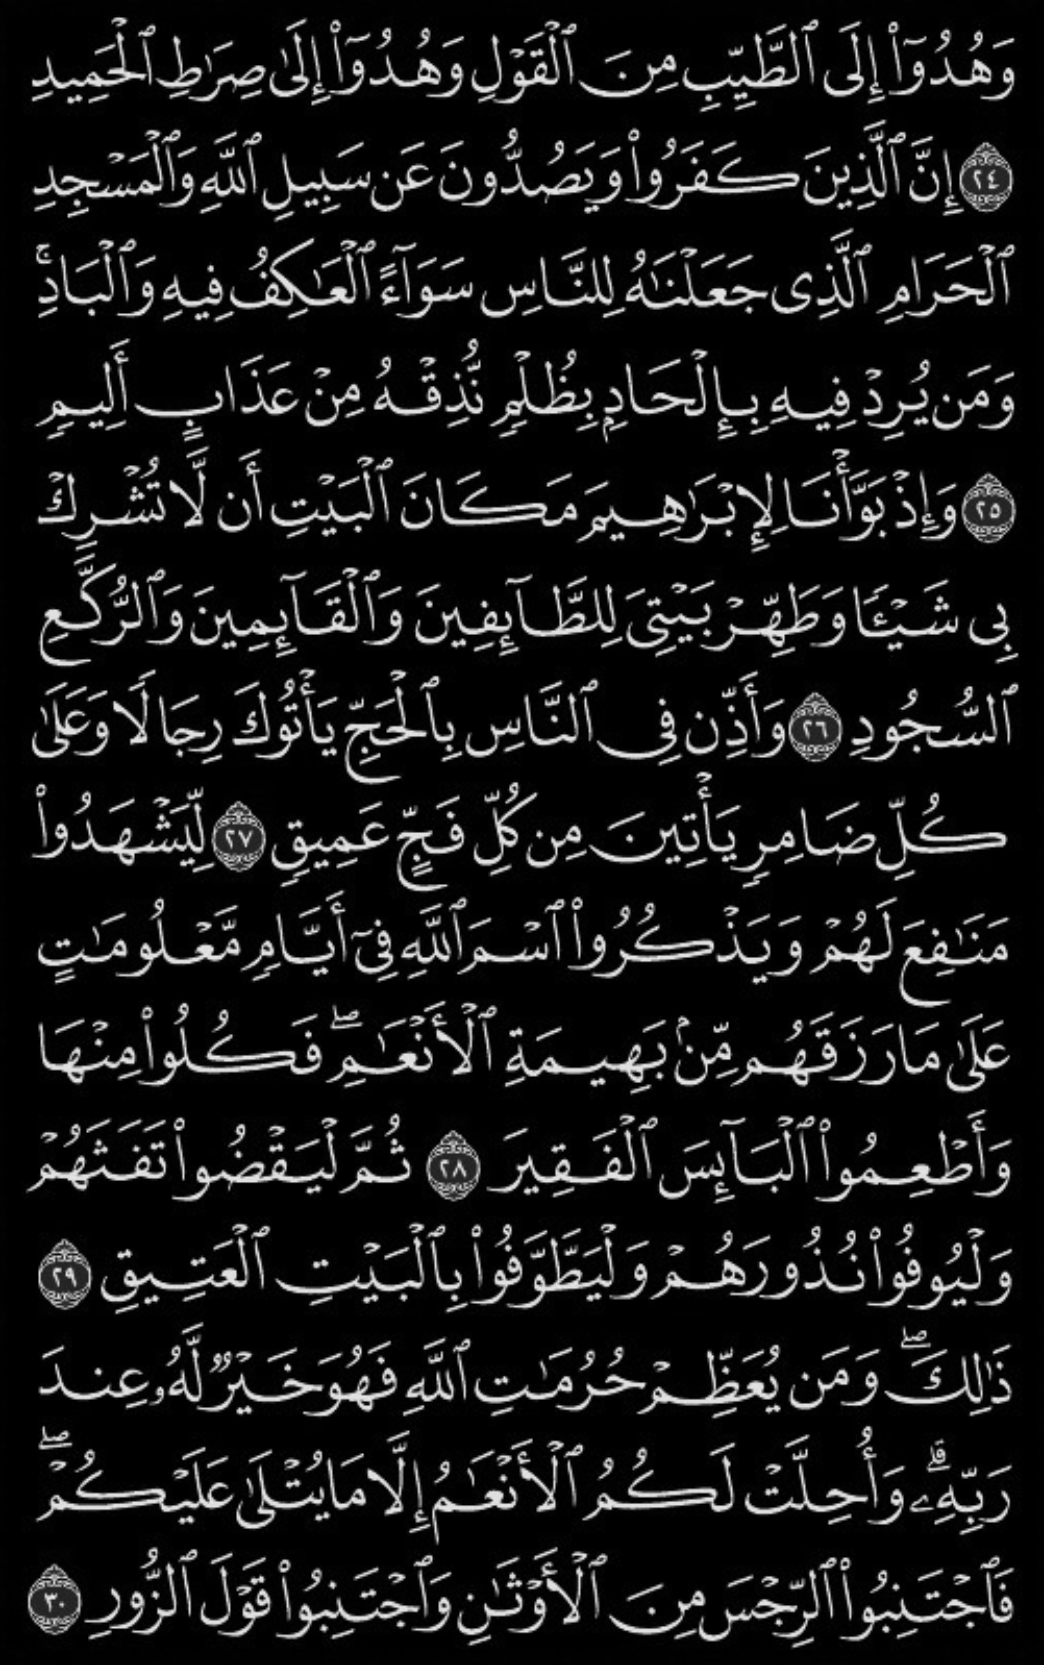 وَهُدُوٓا۟ إِلَى ٱلطَّيِّبِ مِنَ ٱلْقَوْلِ وَهُدُوٓا۟ إِلَىٰ صِرَٰطِ ٱلْحَمِيدِ
٢٤ إِنَّ ٱلَّذِينَ كَفَرُوا۟ وَيَصُدُّونَ عَن سَبِيلِ ٱللَّهِ وَٱلْمَسْجِدِ
ٱلْحَرَامِ ٱلَّذِى جَعَلْنَٰهُ لِلنَّاسِ سَوَآءً ٱلْعَٰكِفُ فِيهِ وَٱلْبَادِ ۚ
وَمَن يُرِدْ فِيهِ بِإِلْحَادٍۭ بِظُلْمٍ نُّذِقْهُ مِنْ عَذَابٍ أَلِيمٍ
٢٥ وَإِذْ بَوَّأْنَا لِإِبْرَٰهِيمَ مَكَانَ ٱلْبَيْتِ أَن لَّا تُشْرِكْ
بِى شَيْـًٔا وَطَهِّرْ بَيْتِىَ لِلطَّآئِفِينَ وَٱلْقَآئِمِينَ وَٱلرُّكَّعِ
ٱلسُّجُودِ ٢٦ وَأَذِّن فِى ٱلنَّاسِ بِٱلْحَجِّ يَأْتُوكَ رِجَالًا وَعَلَىٰ
كُلِّ ضَامِرٍ يَأْتِينَ مِن كُلِّ فَجٍّ عَمِيقٍ ٢٧ لِّيَشْهَدُوا۟
مَنَٰفِعَ لَهُمْ وَيَذْكُرُوا۟ ٱسْمَ ٱللَّهِ فِىٓ أَيَّامٍ مَّعْلُومَٰتٍ
عَلَىٰ مَا رَزَقَهُم مِّنۢ بَهِيمَةِ ٱلْأَنْعَٰمِ ۖ فَكُلُوا۟ مِنْهَا
وَأَطْعِمُوا۟ ٱلْبَآئِسَ ٱلْفَقِيرَ ٢٨ ثُمَّ لْيَقْضُوا۟ تَفَثَهُمْ
وَلْيُوفُوا۟ نُذُورَهُمْ وَلْيَطَّوَّفُوا۟ بِٱلْبَيْتِ ٱلْعَتِيقِ ٢٩
ذَٰلِكَ ۖ وَمَن يُعَظِّمْ حُرُمَٰتِ ٱللَّهِ فَهُوَ خَيْرٌ لَّهُۥ عِندَ
رَبِّهِۦ ۗ وَأُحِلَّتْ لَكُمُ ٱلْأَنْعَٰمُ إِلَّا مَا يُتْلَىٰ عَلَيْكُمْ ۖ
فَٱجْتَنِبُوا۟ ٱلرِّجْسَ مِنَ ٱلْأَوْثَٰنِ وَٱجْتَنِبُوا۟ قَوْلَ ٱلزُّورِ ٣٠